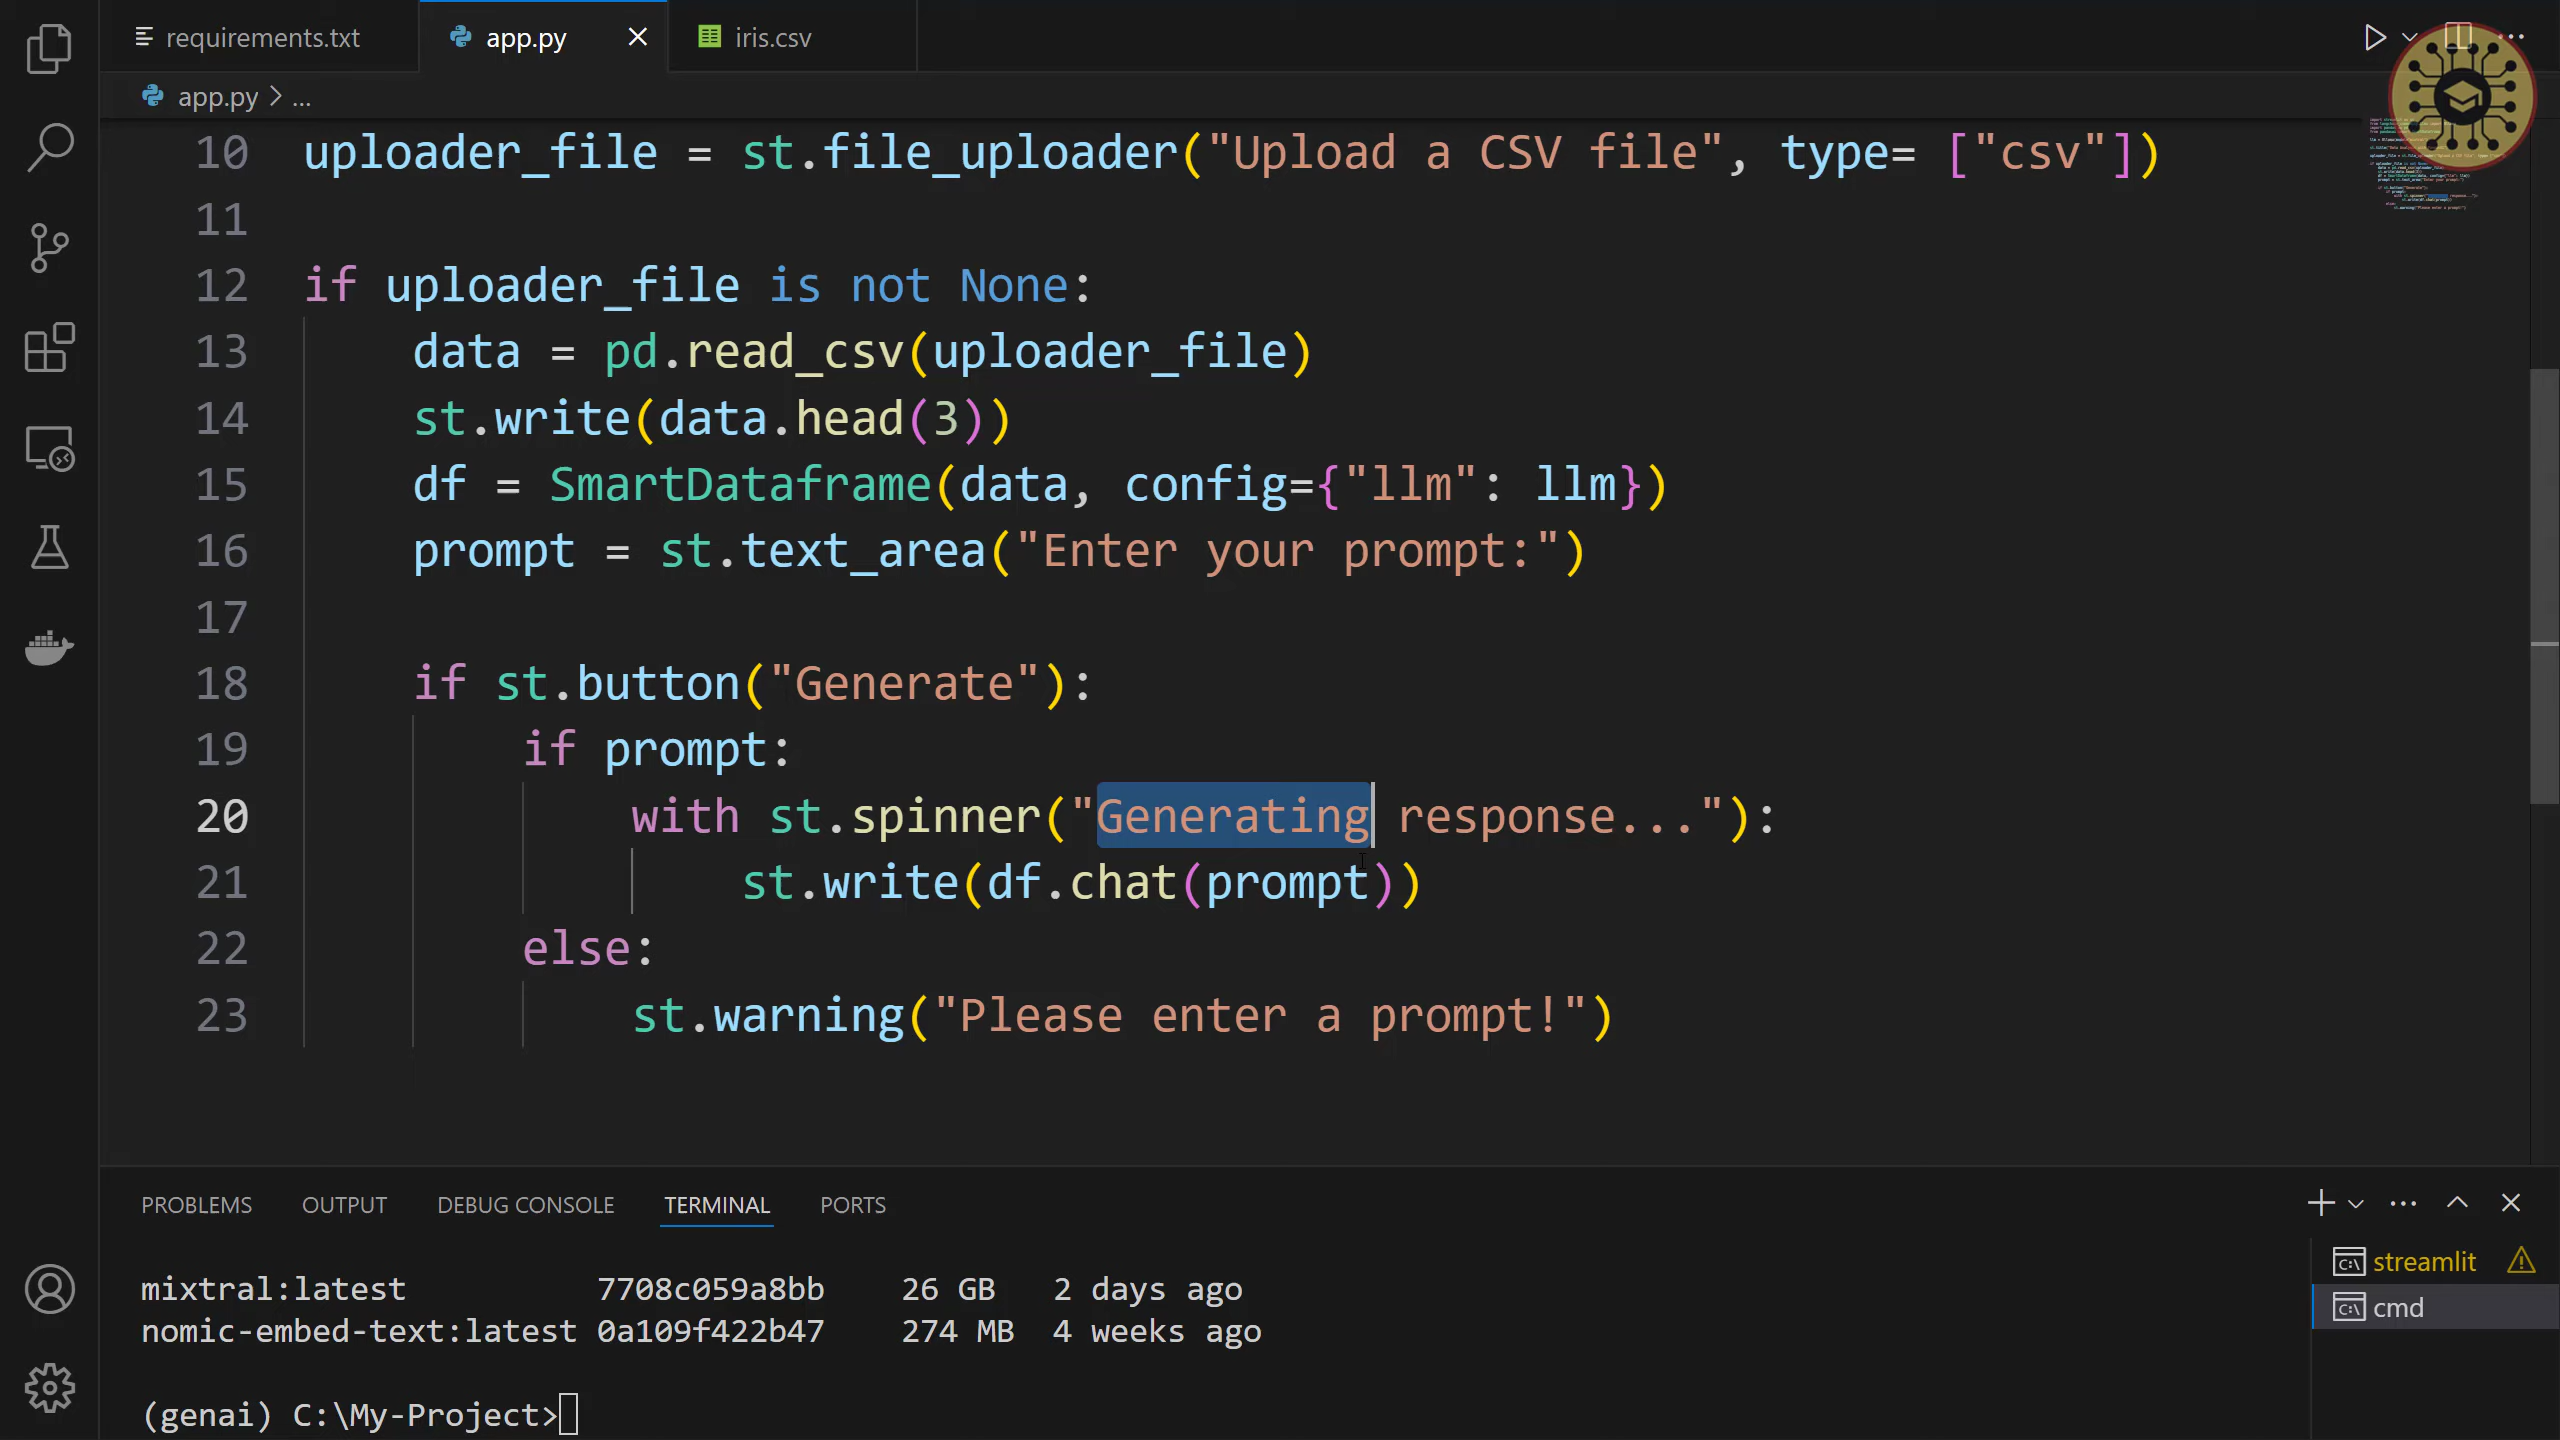 requirements.txt
app.py
iris.csv
app.py > ...
10 uploader_file = st.file_uploader("Upload a CSV file", type= ["csv"])
11
12 if uploader_file is not None:
13     data = pd.read_csv(uploader_file)
14     st.write(data.head(3))
15     df = SmartDataframe(data, config={"llm": llm})
16     prompt = st.text_area("Enter your prompt:")
17
18     if st.button("Generate"):
19         if prompt:
20             with st.spinner("Generating response..."):
21                 st.write(df.chat(prompt))
22         else:
23             st.warning("Please enter a prompt!")
PROBLEMS OUTPUT DEBUG CONSOLE TERMINAL PORTS
mixtral:latest 7708c059a8bb 26 GB 2 days ago
nomic-embed-text:latest 0a109f422b47 274 MB 4 weeks ago
(genai) C:\My-Project>
streamlit
cmd